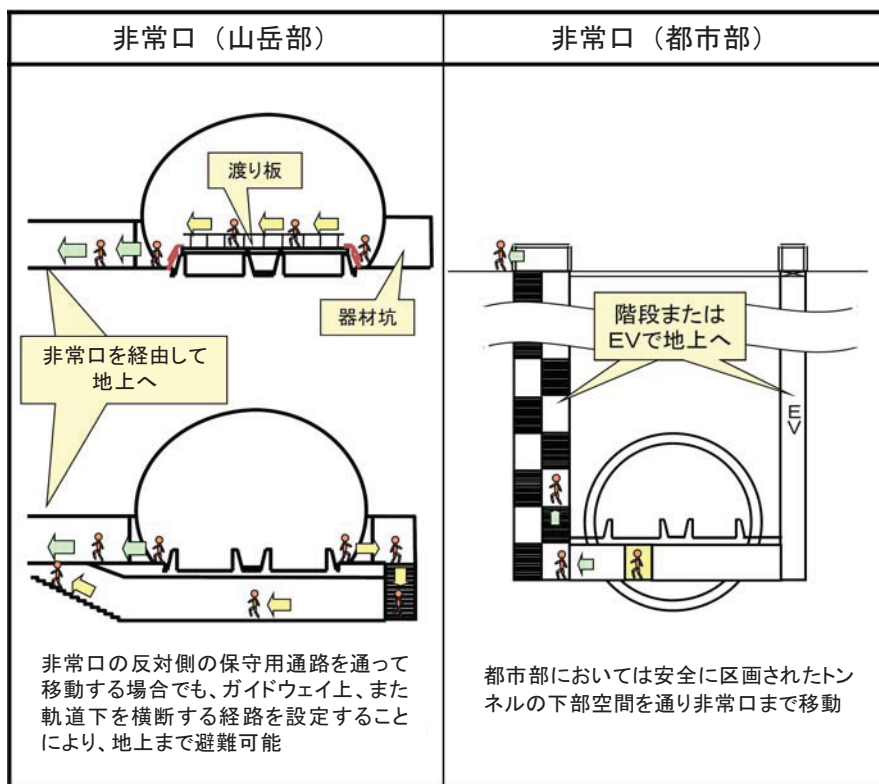 非常口（山岳部）
渡り板
器材坑
非常口を経由して
地上へ
非常口の反対側の保守用通路を通って
移動する場合でも、ガイドウェイ上、また
軌道下を横断する経路を設定すること
により、地上まで避難可能
非常口（都市部）
階段または
EVで地上へ
EV
都市部においては安全に区画されたトン
ネルの下部空間を通り非常口まで移動